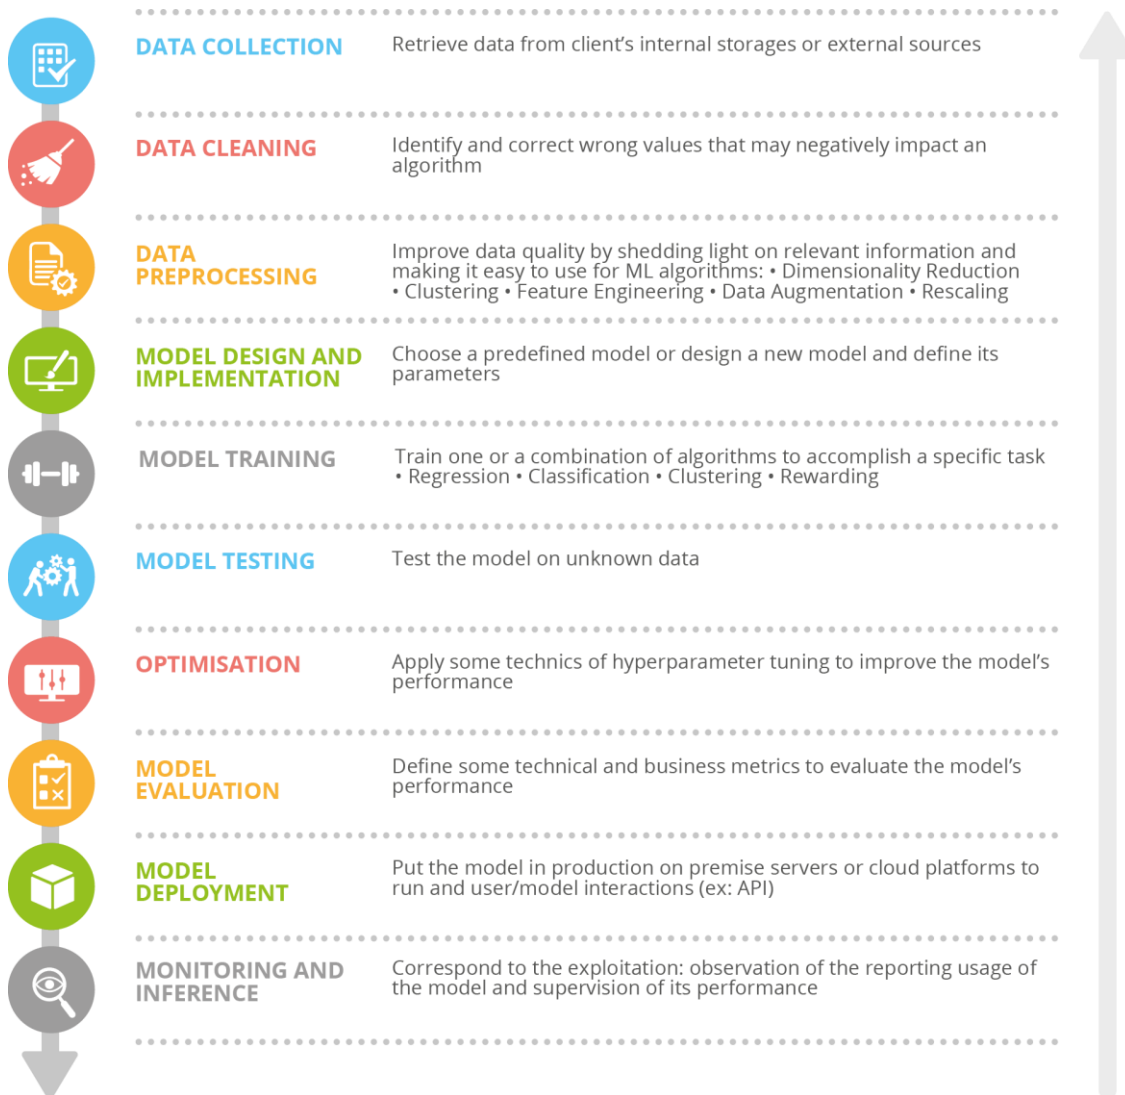 DATA COLLECTION
Retrieve data from client's internal storages or external sources
DATA CLEANING
Identify and correct wrong values that may negatively impact an
algorithm
DATA
PREPROCESSING
Improve data quality by shedding light on relevant information and
making it easy to use for ML algorithms: • Dimensionality Reduction
• Clustering • Feature Engineering • Data Augmentation • Rescaling
MODEL DESIGN AND
IMPLEMENTATION
Choose a predefined model or design a new model and define its
parameters
MODEL TRAINING
Train one or a combination of algorithms to accomplish a specific task
• Regression • Classification • Clustering • Rewarding
MODEL TESTING
Test the model on unknown data
OPTIMISATION
Apply some technics of hyperparameter tuning to improve the model's
performance
MODEL
EVALUATION
Define some technical and business metrics to evaluate the model's
performance
MODEL
DEPLOYMENT
Put the model in production on premise servers or cloud platforms to
run and user/model interactions (ex: API)
MONITORING AND
INFERENCE
Correspond to the exploitation: observation of the reporting usage of
the model and supervision of its performance